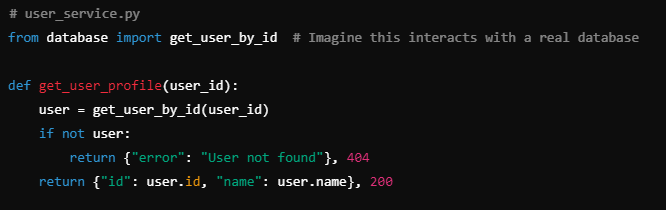 # user_service.py
from database import get_user_by_id  # Imagine this interacts with a real database

def get_user_profile(user_id):
    user = get_user_by_id(user_id)
    if not user:
        return {"error": "User not found"}, 404
    return {"id": user.id, "name": user.name}, 200